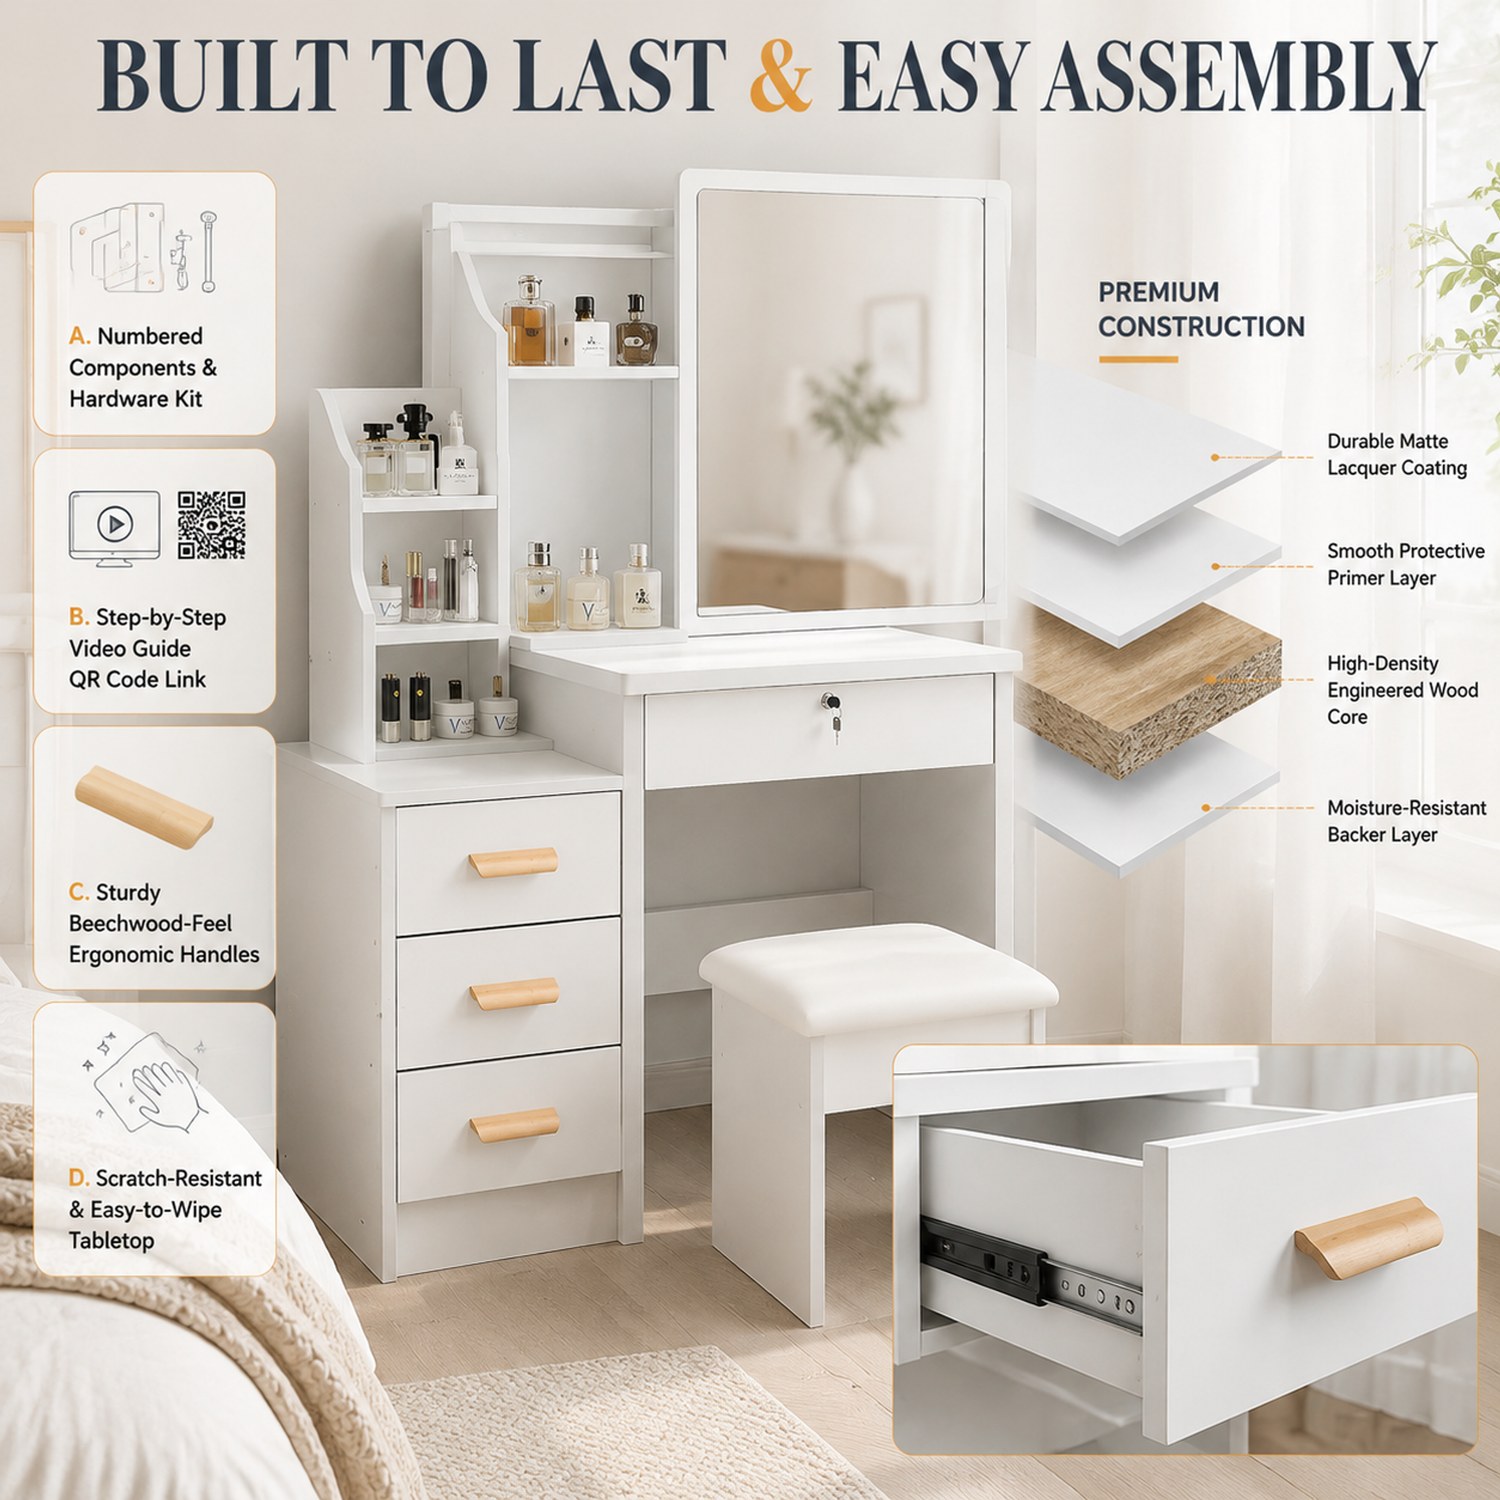 BUILT TO LAST & EASY ASSEMBLY
A. Numbered
Components &
Hardware Kit
B. Step-by-Step
Video Guide
QR Code Link
C. Sturdy
Beechwood-Feel
Ergonomic Handles
D. Scratch-Resistant
& Easy-to-Wipe
Tabletop
PREMIUM
CONSTRUCTION
Durable Matte
Lacquer Coating
Smooth Protective
Primer Layer
High-Density
Engineered Wood
Core
Moisture-Resistant
Backer Layer